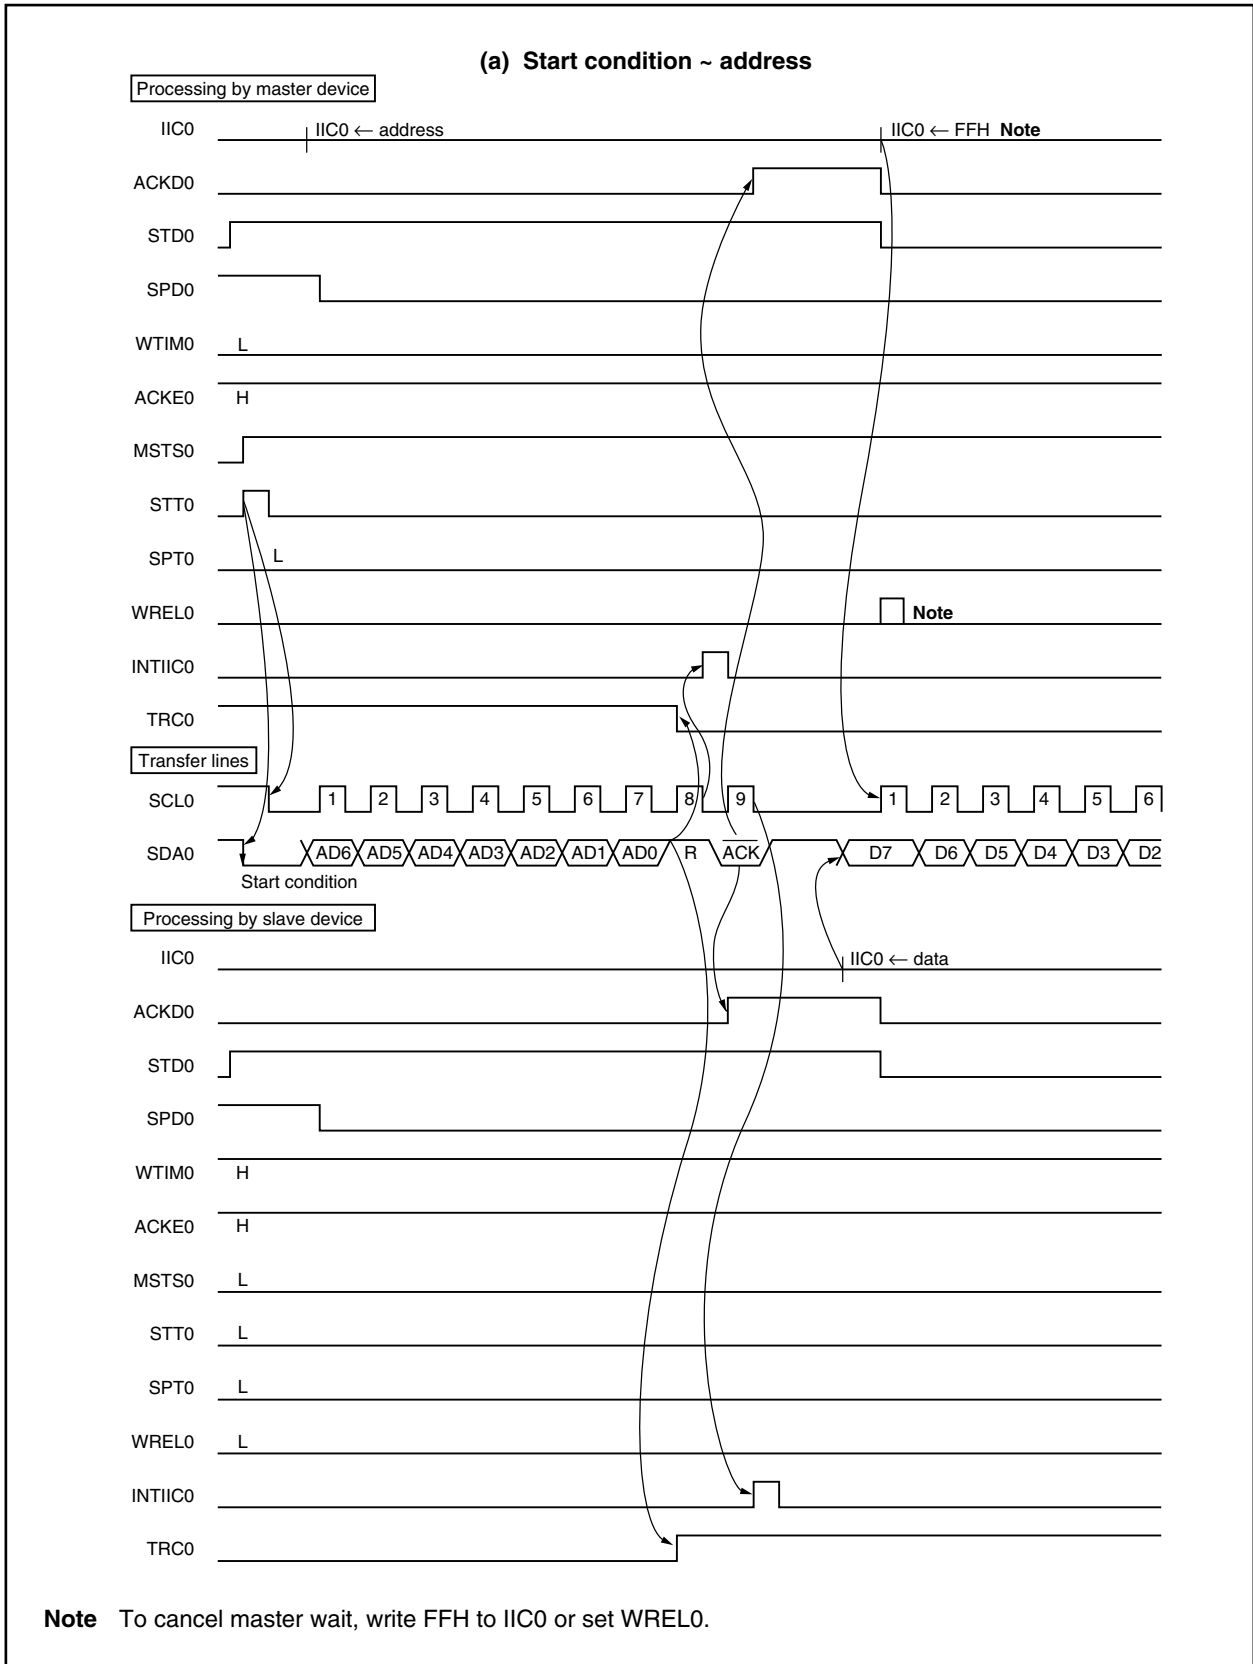 (a) Start condition ~ address
Processing by master device
IIC0 IIC0 ← address IIC0 ← FFH Note
ACKD0
STD0
SPD0
WTIM0 L
ACKE0 H
MSTS0
STT0
SPT0 L
WREL0 Note
INTIIC0
TRC0
Transfer lines
SCL0 1 2 3 4 5 6 7 8 9 1 2 3 4 5 6
SDA0 AD6 AD5 AD4 AD3 AD2 AD1 AD0 R ACK D7 D6 D5 D4 D3 D2
Start condition
Processing by slave device
IIC0 IIC0 ← data
ACKD0
STD0
SPD0
WTIM0 H
ACKE0 H
MSTS0 L
STT0 L
SPT0 L
WREL0 L
INTIIC0
TRC0
Note To cancel master wait, write FFH to IIC0 or set WREL0.